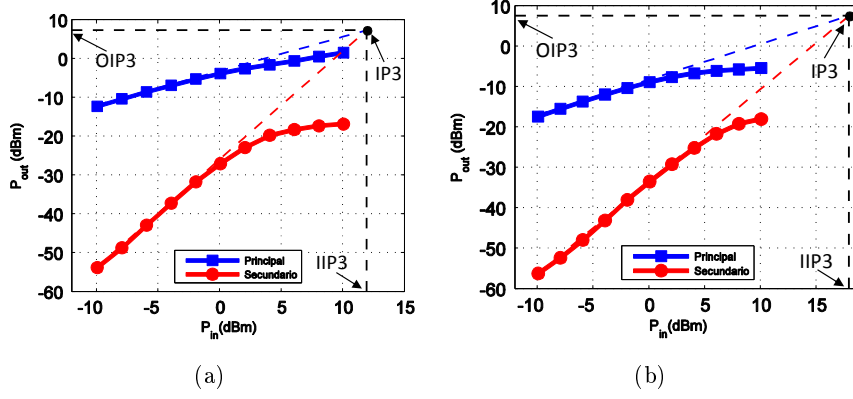 10
0
-10
-20
-30
-40
-50
-60
P_out (dBm)
OIP3
IP3
IIP3
Principal
Secundario
-10
-5
0
5
10
15
P_in(dBm)
(a)
10
0
-10
-20
-30
-40
-50
-60
P_out (dBm)
OIP3
IP3
IIP3
Principal
Secundario
-10
-5
0
5
10
15
P_in(dBm)
(b)